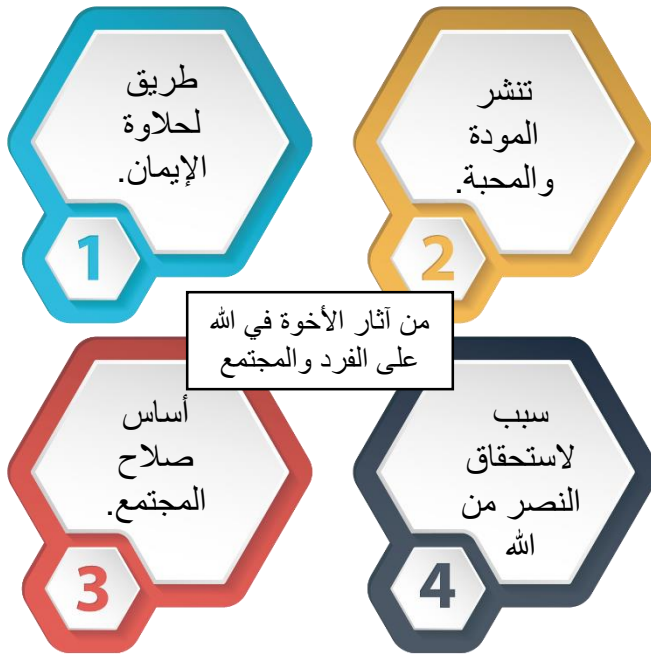 من آثار الأخوة في الله
على الفرد والمجتمع
طريق
لحلاوة
الإيمان.
1
تنشر
المودة
والمحبة.
2
أساس
صلاح
المجتمع.
3
سبب
لاستحقاق
النصر من
الله
4